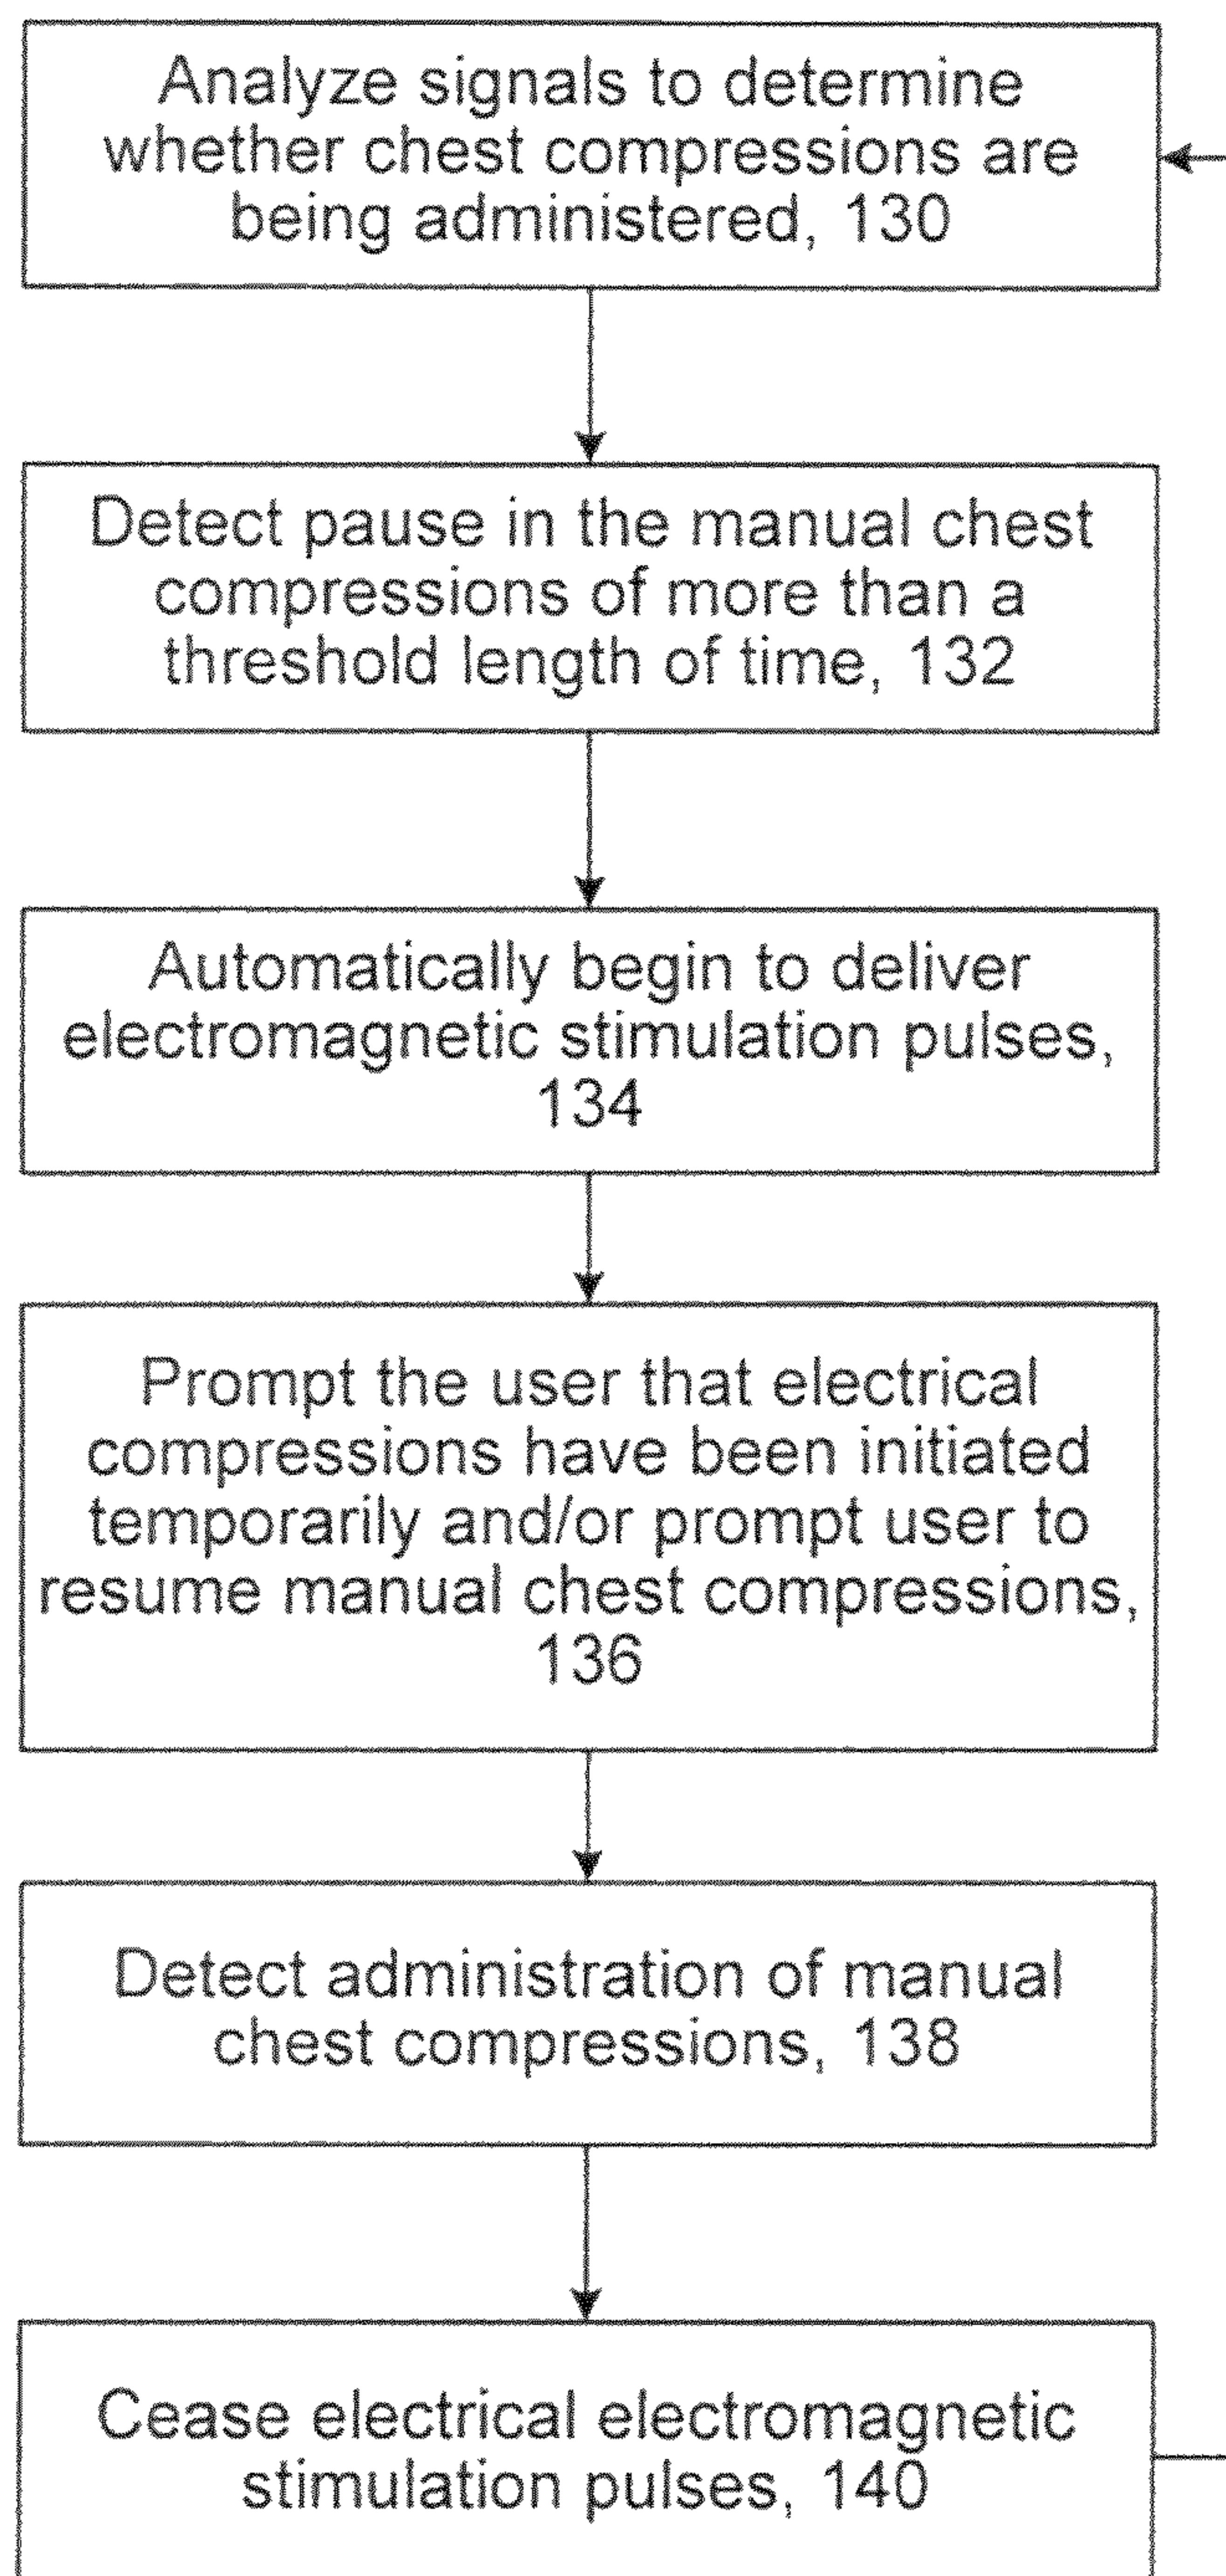 Analyze signals to determine
whether chest compressions are
being administered, 130
Detect pause in the manual chest
compressions of more than a
threshold length of time, 132
Automatically begin to deliver
electromagnetic stimulation pulses,
134
Prompt the user that electrical
compressions have been initiated
temporarily and/or prompt user to
resume manual chest compressions,
136
Detect administration of manual
chest compressions, 138
Cease electrical electromagnetic
stimulation pulses, 140